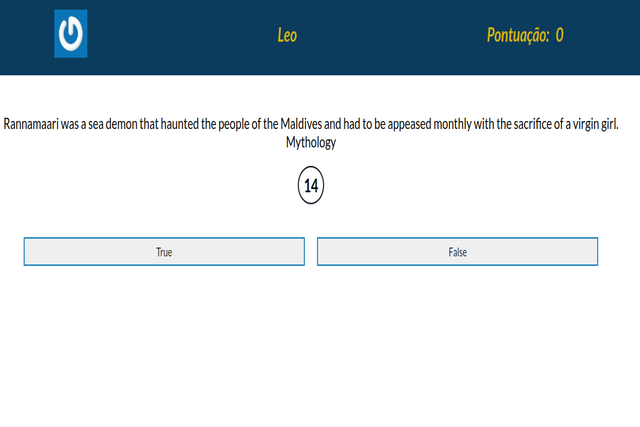 Leo
Pontuação: 0
Rannamaari was a sea demon that haunted the people of the Maldives and had to be appeased monthly with the sacrifice of a virgin girl.
Mythology
14
True
False